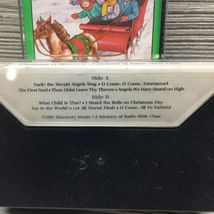 Side A
Hark! the Herald Angels Sing • O Come, O Come, Emmanuel
The First Noel • Thou Didst Leave Thy Throne • Angels We Have Heard on High
Side B
What Child Is This? • I Heard the Bells on Christmas Day
Joy to the World! • Let All Mortal Flesh • O Come, All Ye Faithful
©1987 Discovery Music • A Ministry of Radio Bible Class